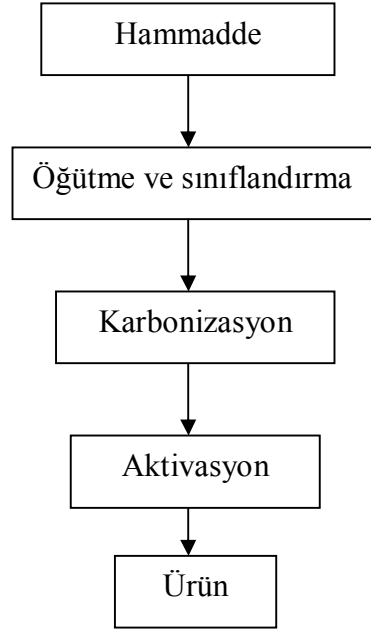 Hammadde
Öğütme ve sınıflandırma
Karbonizasyon
Aktivasyon
Ürün